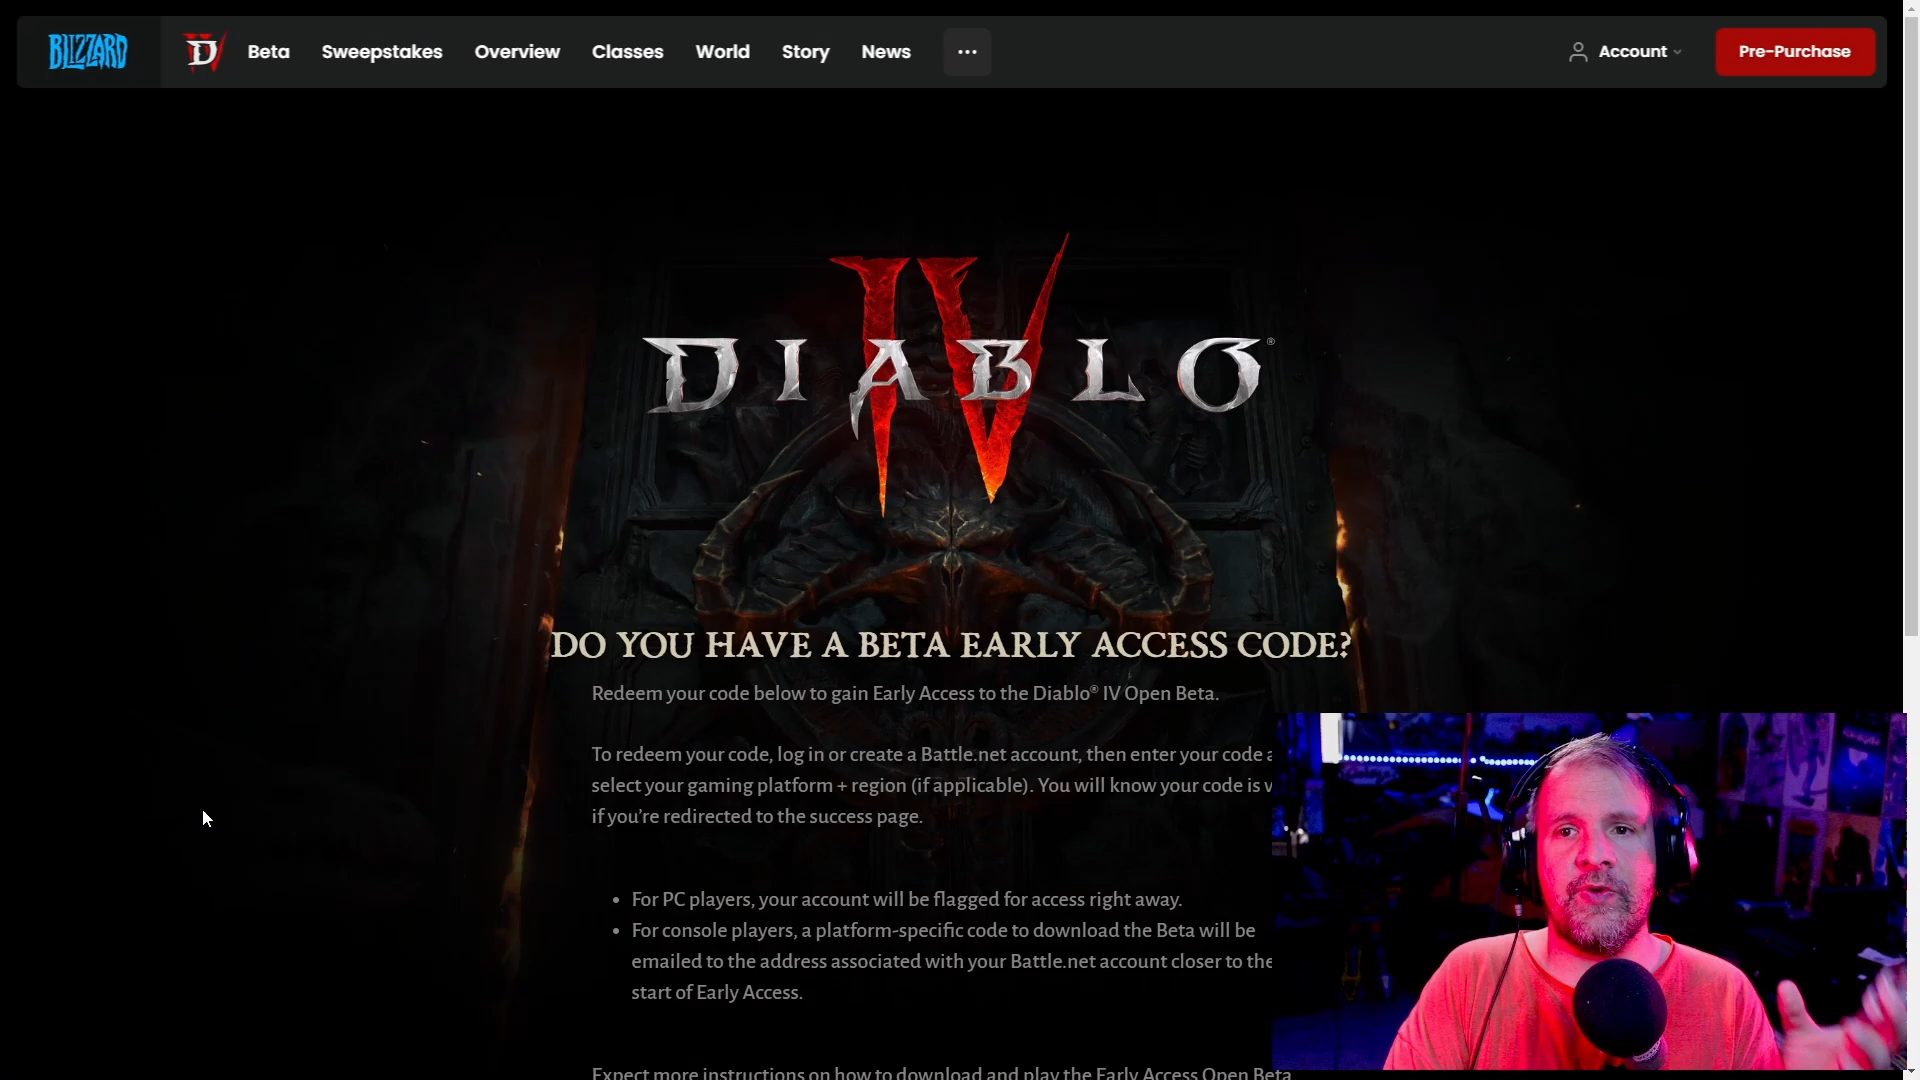 BLIZZARD
D IV
Beta
Sweepstakes
Overview
Classes
World
Story
News
...
Account
Pre-Purchase
IV
DIABLO®
DO YOU HAVE A BETA EARLY ACCESS CODE?
Redeem your code below to gain Early Access to the Diablo® IV Open Beta.
To redeem your code, log in or create a Battle.net account, then enter your code
select your gaming platform + region (if applicable). You will know your code is
if you're redirected to the success page.
• For PC players, your account will be flagged for access right away.
• For console players, a platform-specific code to download the Beta will be
emailed to the address associated with your Battle.net account closer to the
start of Early Access.
Expect more instructions on how to download and play the Early Access Open Beta